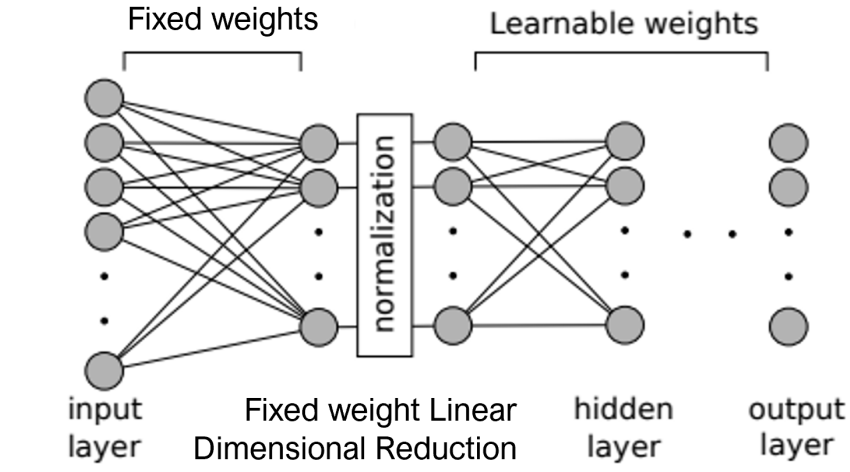 Fixed weights
Learnable weights
normalization
input
layer
Fixed weight Linear
Dimensional Reduction
hidden
layer
output
layer